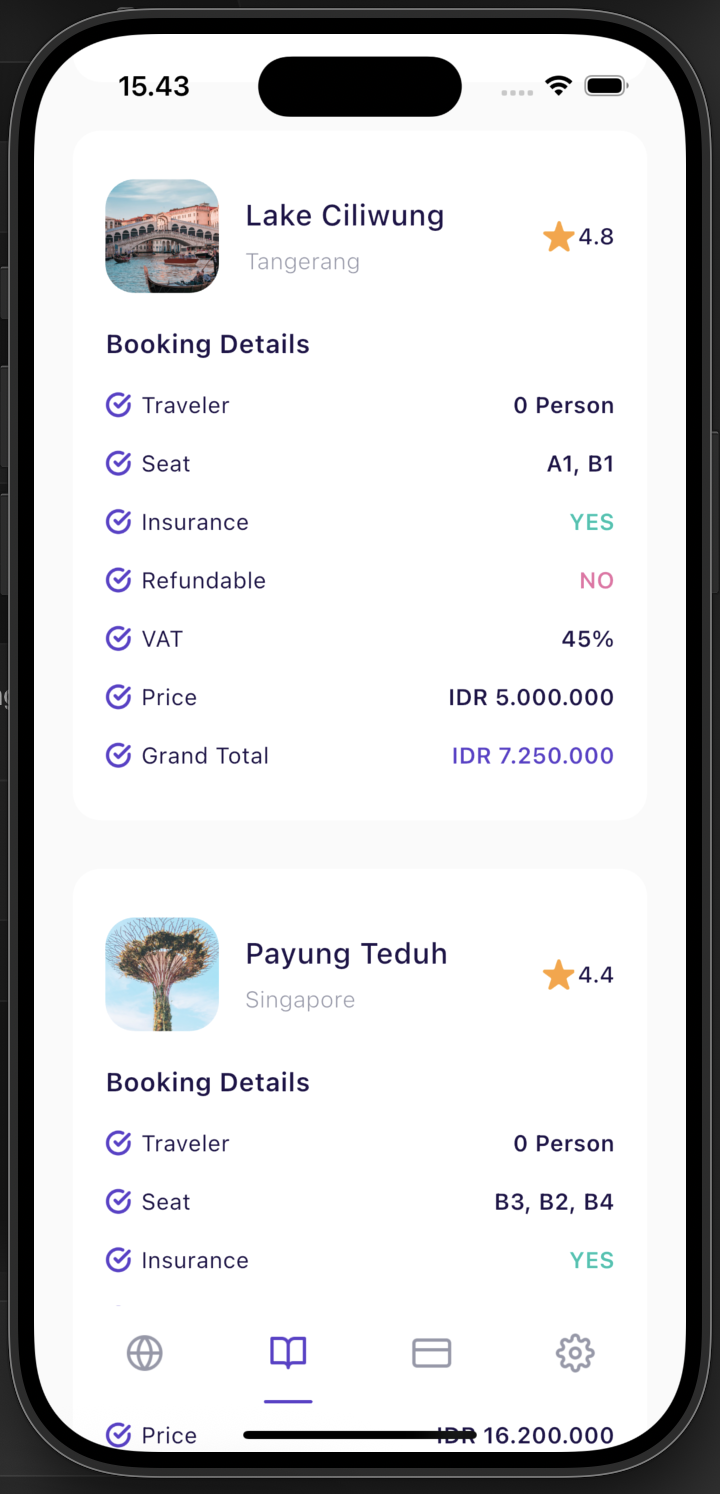 15.43
Lake Ciliwung
Tangerang
4.8
Booking Details
Traveler 0 Person
Seat A1, B1
Insurance YES
Refundable NO
VAT 45%
Price IDR 5.000.000
Grand Total IDR 7.250.000
Payung Teduh
Singapore
4.4
Booking Details
Traveler 0 Person
Seat B3, B2, B4
Insurance YES
Price IDR 16.200.000